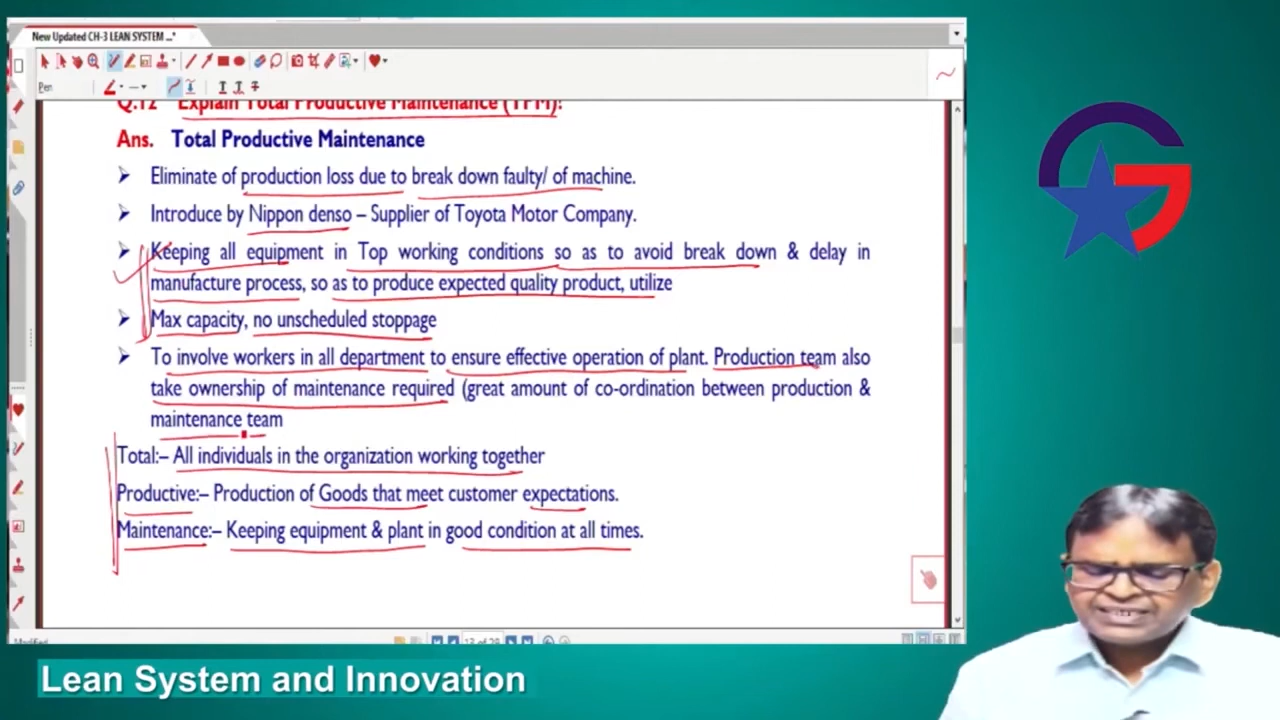 New Updated CH-3 LEAN SYSTEM ...*
Pen
Q.12 Explain Total Productive Maintenance (TPM):
Ans. Total Productive Maintenance
Eliminate of production loss due to break down faulty/ of machine.
Introduce by Nippon denso – Supplier of Toyota Motor Company.
Keeping all equipment in Top working conditions so as to avoid break down & delay in
manufacture process, so as to produce expected quality product, utilize
Max capacity, no unscheduled stoppage
To involve workers in all department to ensure effective operation of plant. Production team also
take ownership of maintenance required (great amount of co-ordination between production &
maintenance team
Total:– All individuals in the organization working together
Productive:– Production of Goods that meet customer expectations.
Maintenance:– Keeping equipment & plant in good condition at all times.
13 of 29
Lean System and Innovation